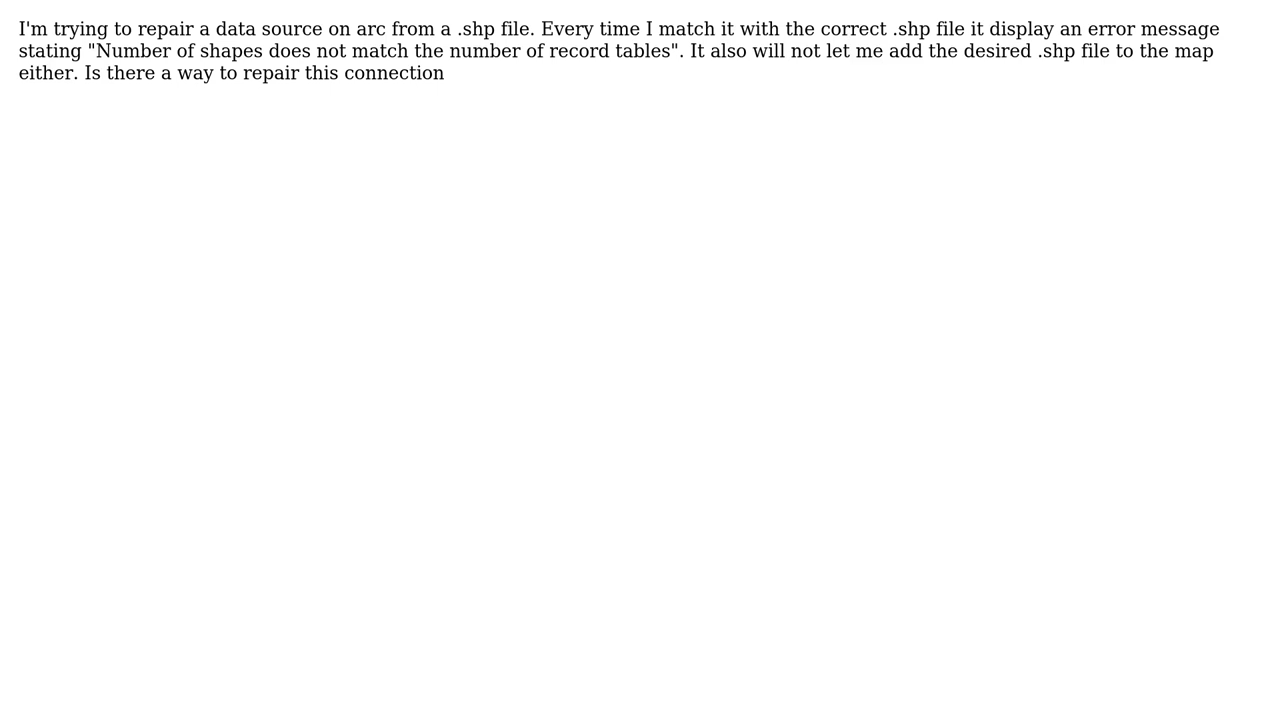 I'm trying to repair a data source on arc from a .shp file. Every time I match it with the correct .shp file it display an error message
stating "Number of shapes does not match the number of record tables". It also will not let me add the desired .shp file to the map
either. Is there a way to repair this connection